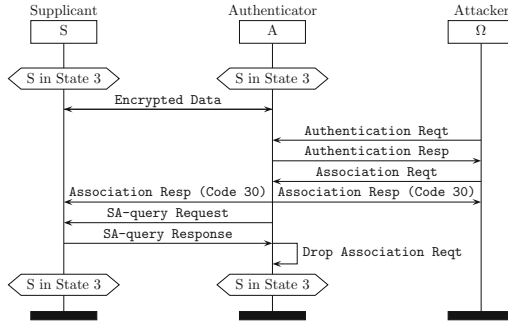 Supplicant Authenticator Attacker
S A Ω
S in State 3 S in State 3
Encrypted Data
Authentication Reqt
Authentication Resp
Association Reqt
Association Resp (Code 30) Association Resp (Code 30)
SA-query Request
SA-query Response
Drop Association Reqt
S in State 3 S in State 3